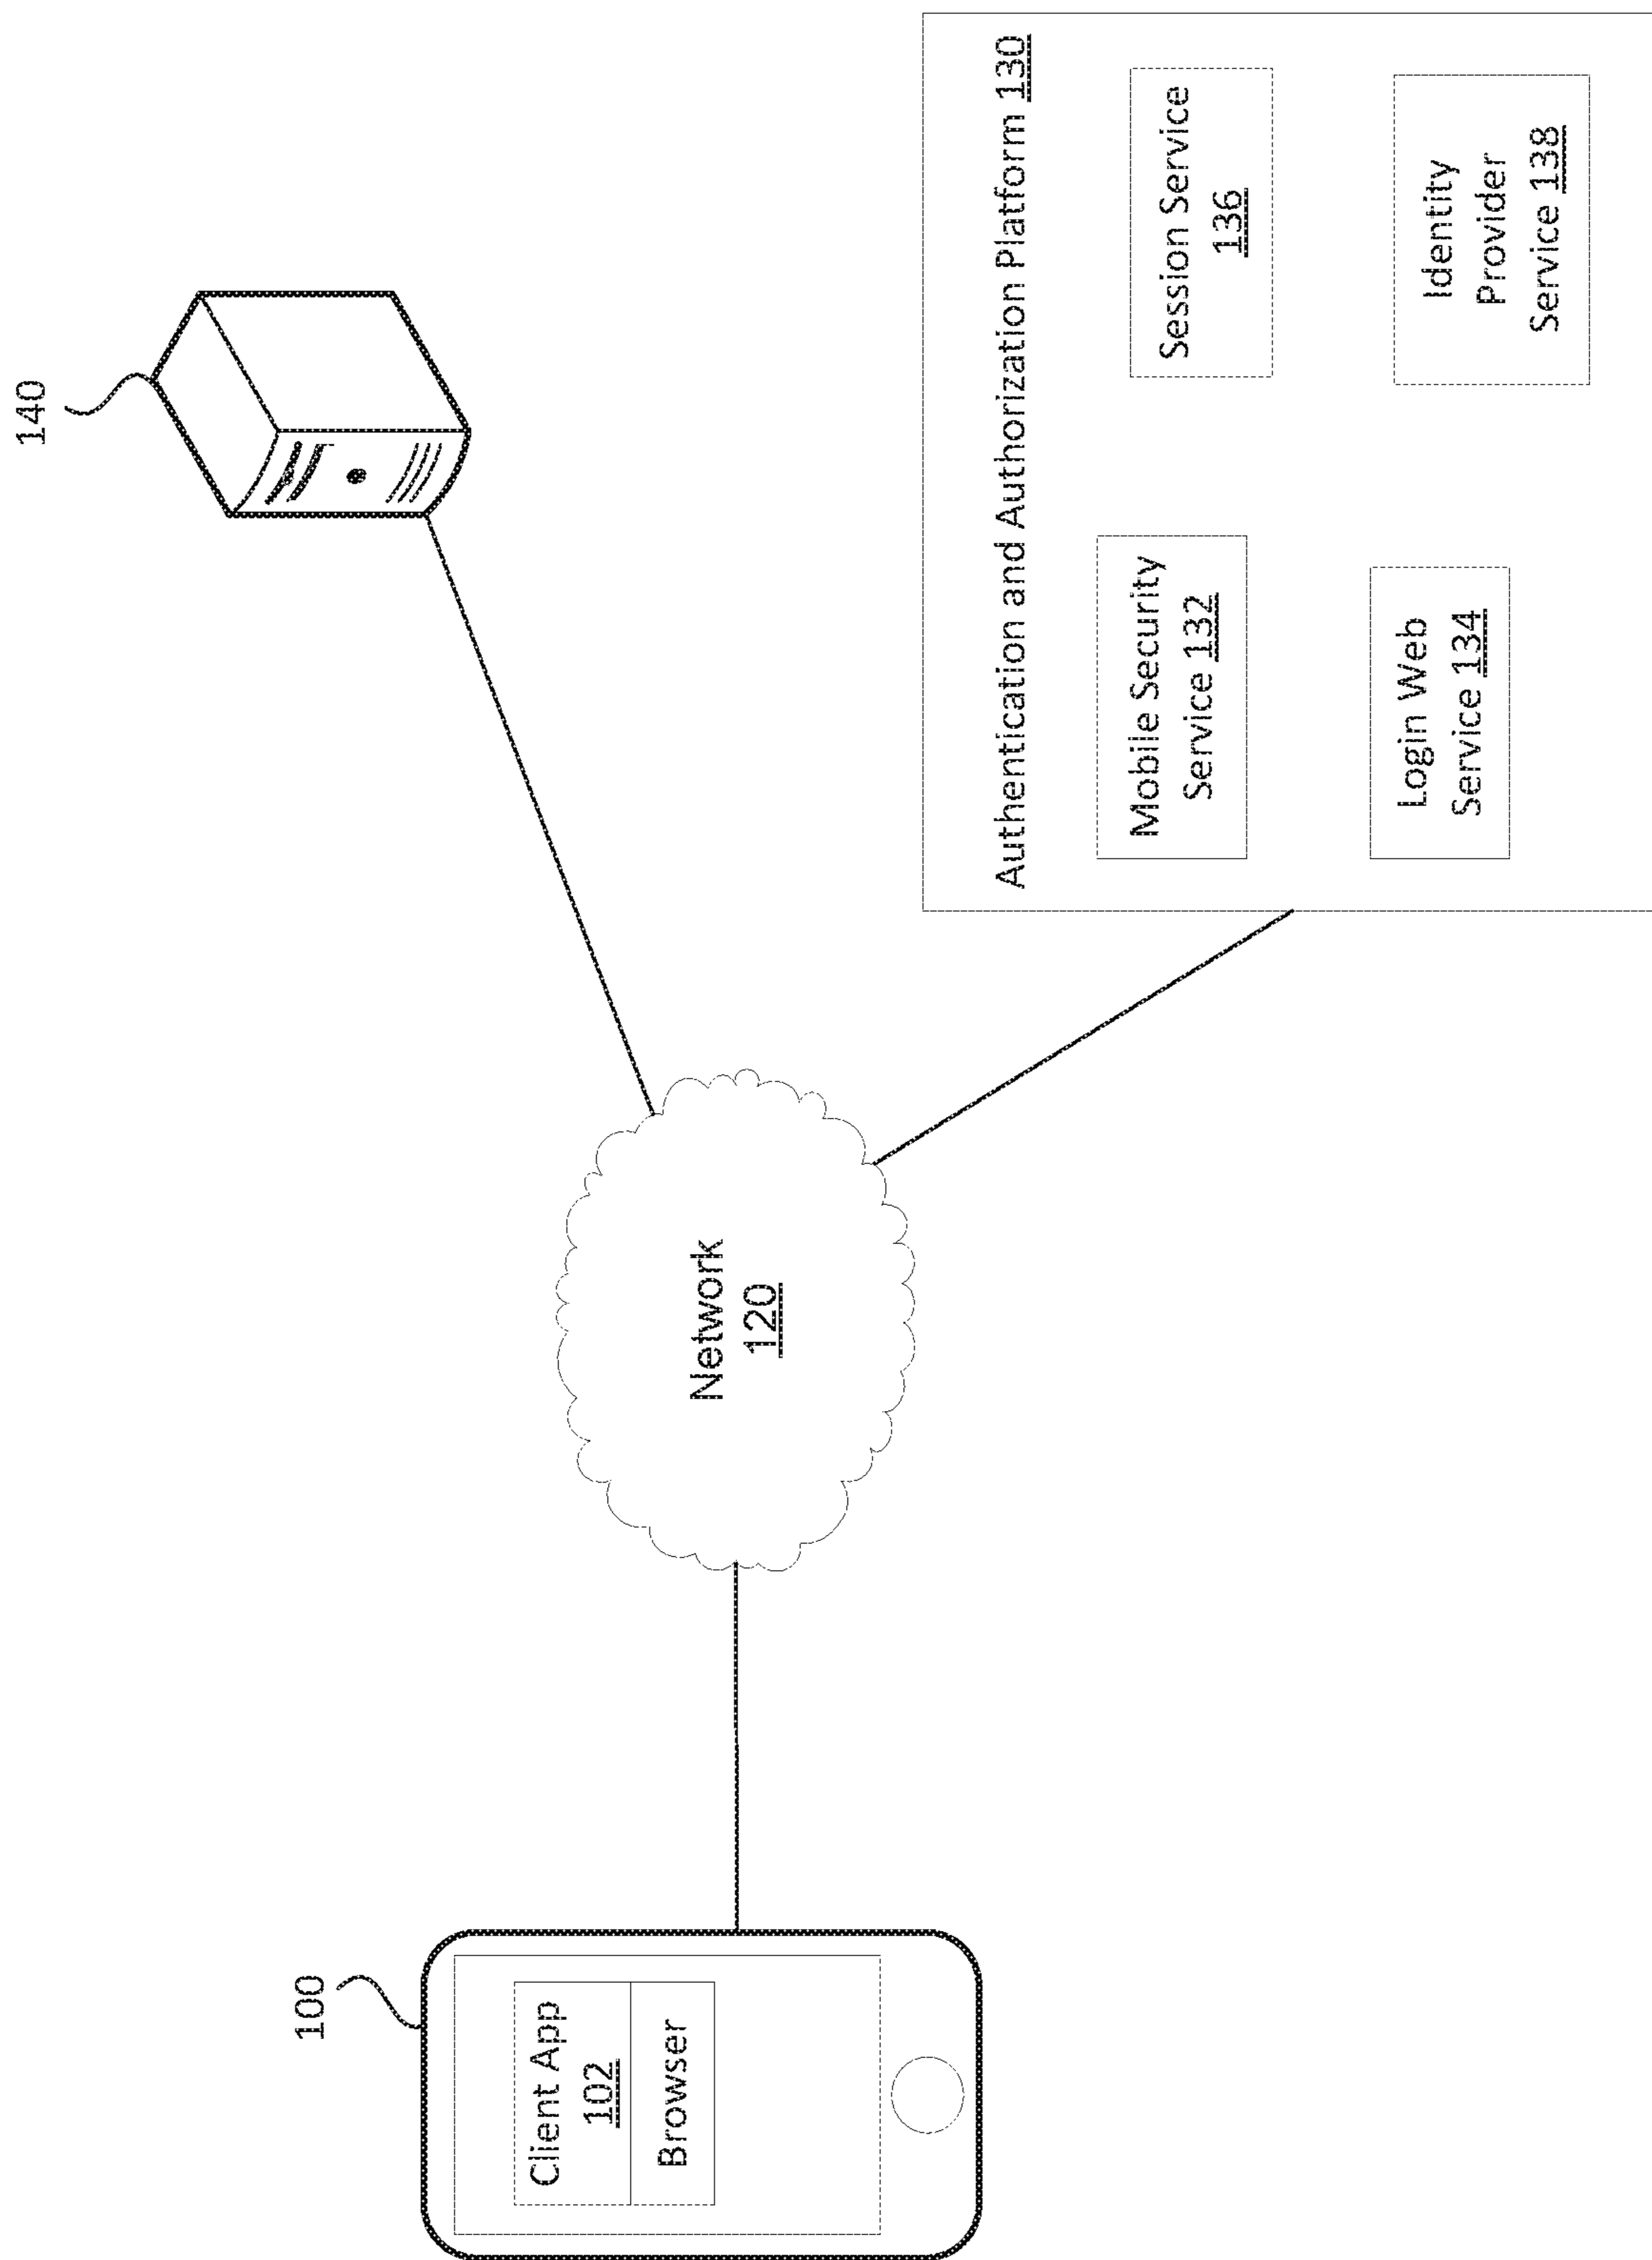 100
Client App
102
Browser
Network
120
140
Authentication and Authorization Platform 130
Mobile Security
Service 132
Session Service
136
Login Web
Service 134
Identity
Provider
Service 138